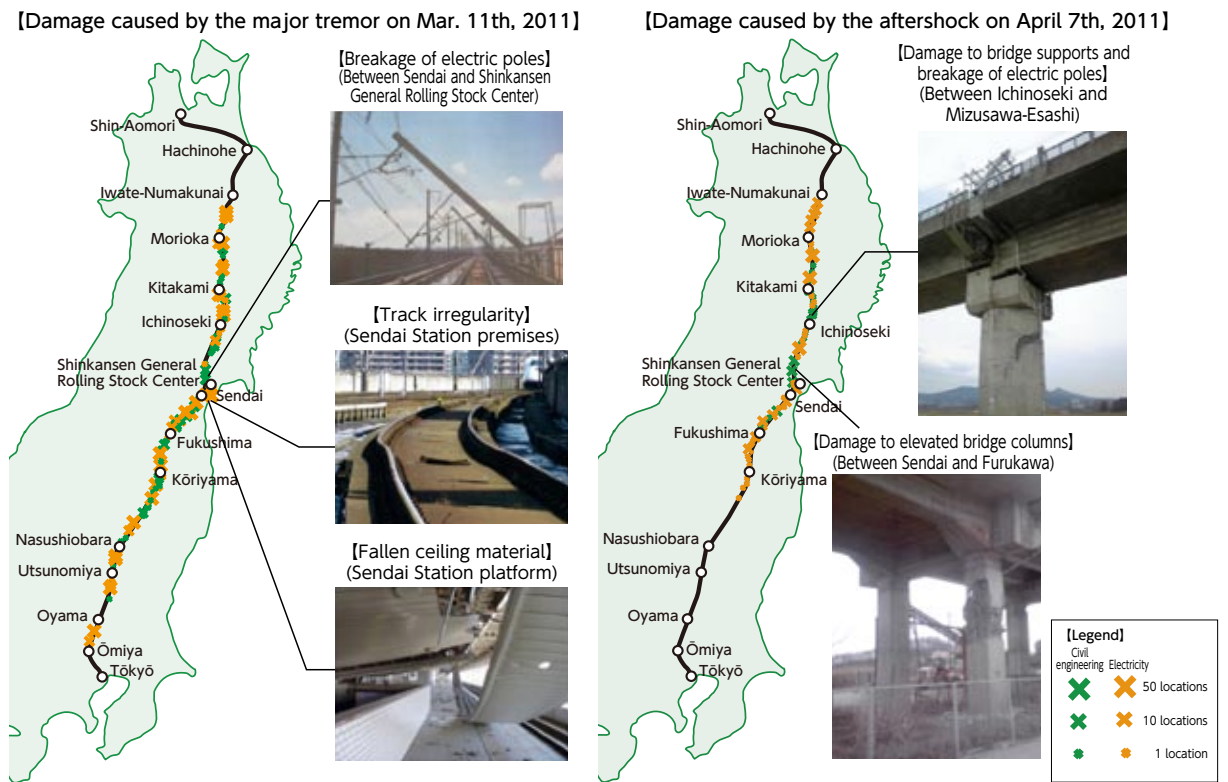 【Damage caused by the major tremor on Mar. 11th, 2011】
【Breakage of electric poles】
(Between Sendai and Shinkansen
General Rolling Stock Center)
Shin-Aomori
Hachinohe
Iwate-Numakunai
Morioka
Kitakami
Ichinoseki
Shinkansen General
Rolling Stock Center
Sendai
Fukushima
Kōriyama
Nasushiobara
Utsunomiya
Oyama
Ōmiya
Tōkyō
【Track irregularity】
(Sendai Station premises)
【Fallen ceiling material】
(Sendai Station platform)
【Damage caused by the aftershock on April 7th, 2011】
【Damage to bridge supports and
breakage of electric poles】
(Between Ichinoseki and
Mizusawa-Esashi)
Shin-Aomori
Hachinohe
Iwate-Numakunai
Morioka
Kitakami
Ichinoseki
Shinkansen General
Rolling Stock Center
Sendai
Fukushima
Kōriyama
Nasushiobara
Utsunomiya
Oyama
Ōmiya
Tōkyō
【Damage to elevated bridge columns】
(Between Sendai and Furukawa)
【Legend】
Civil
engineering
Electricity
50 locations
10 locations
1 location